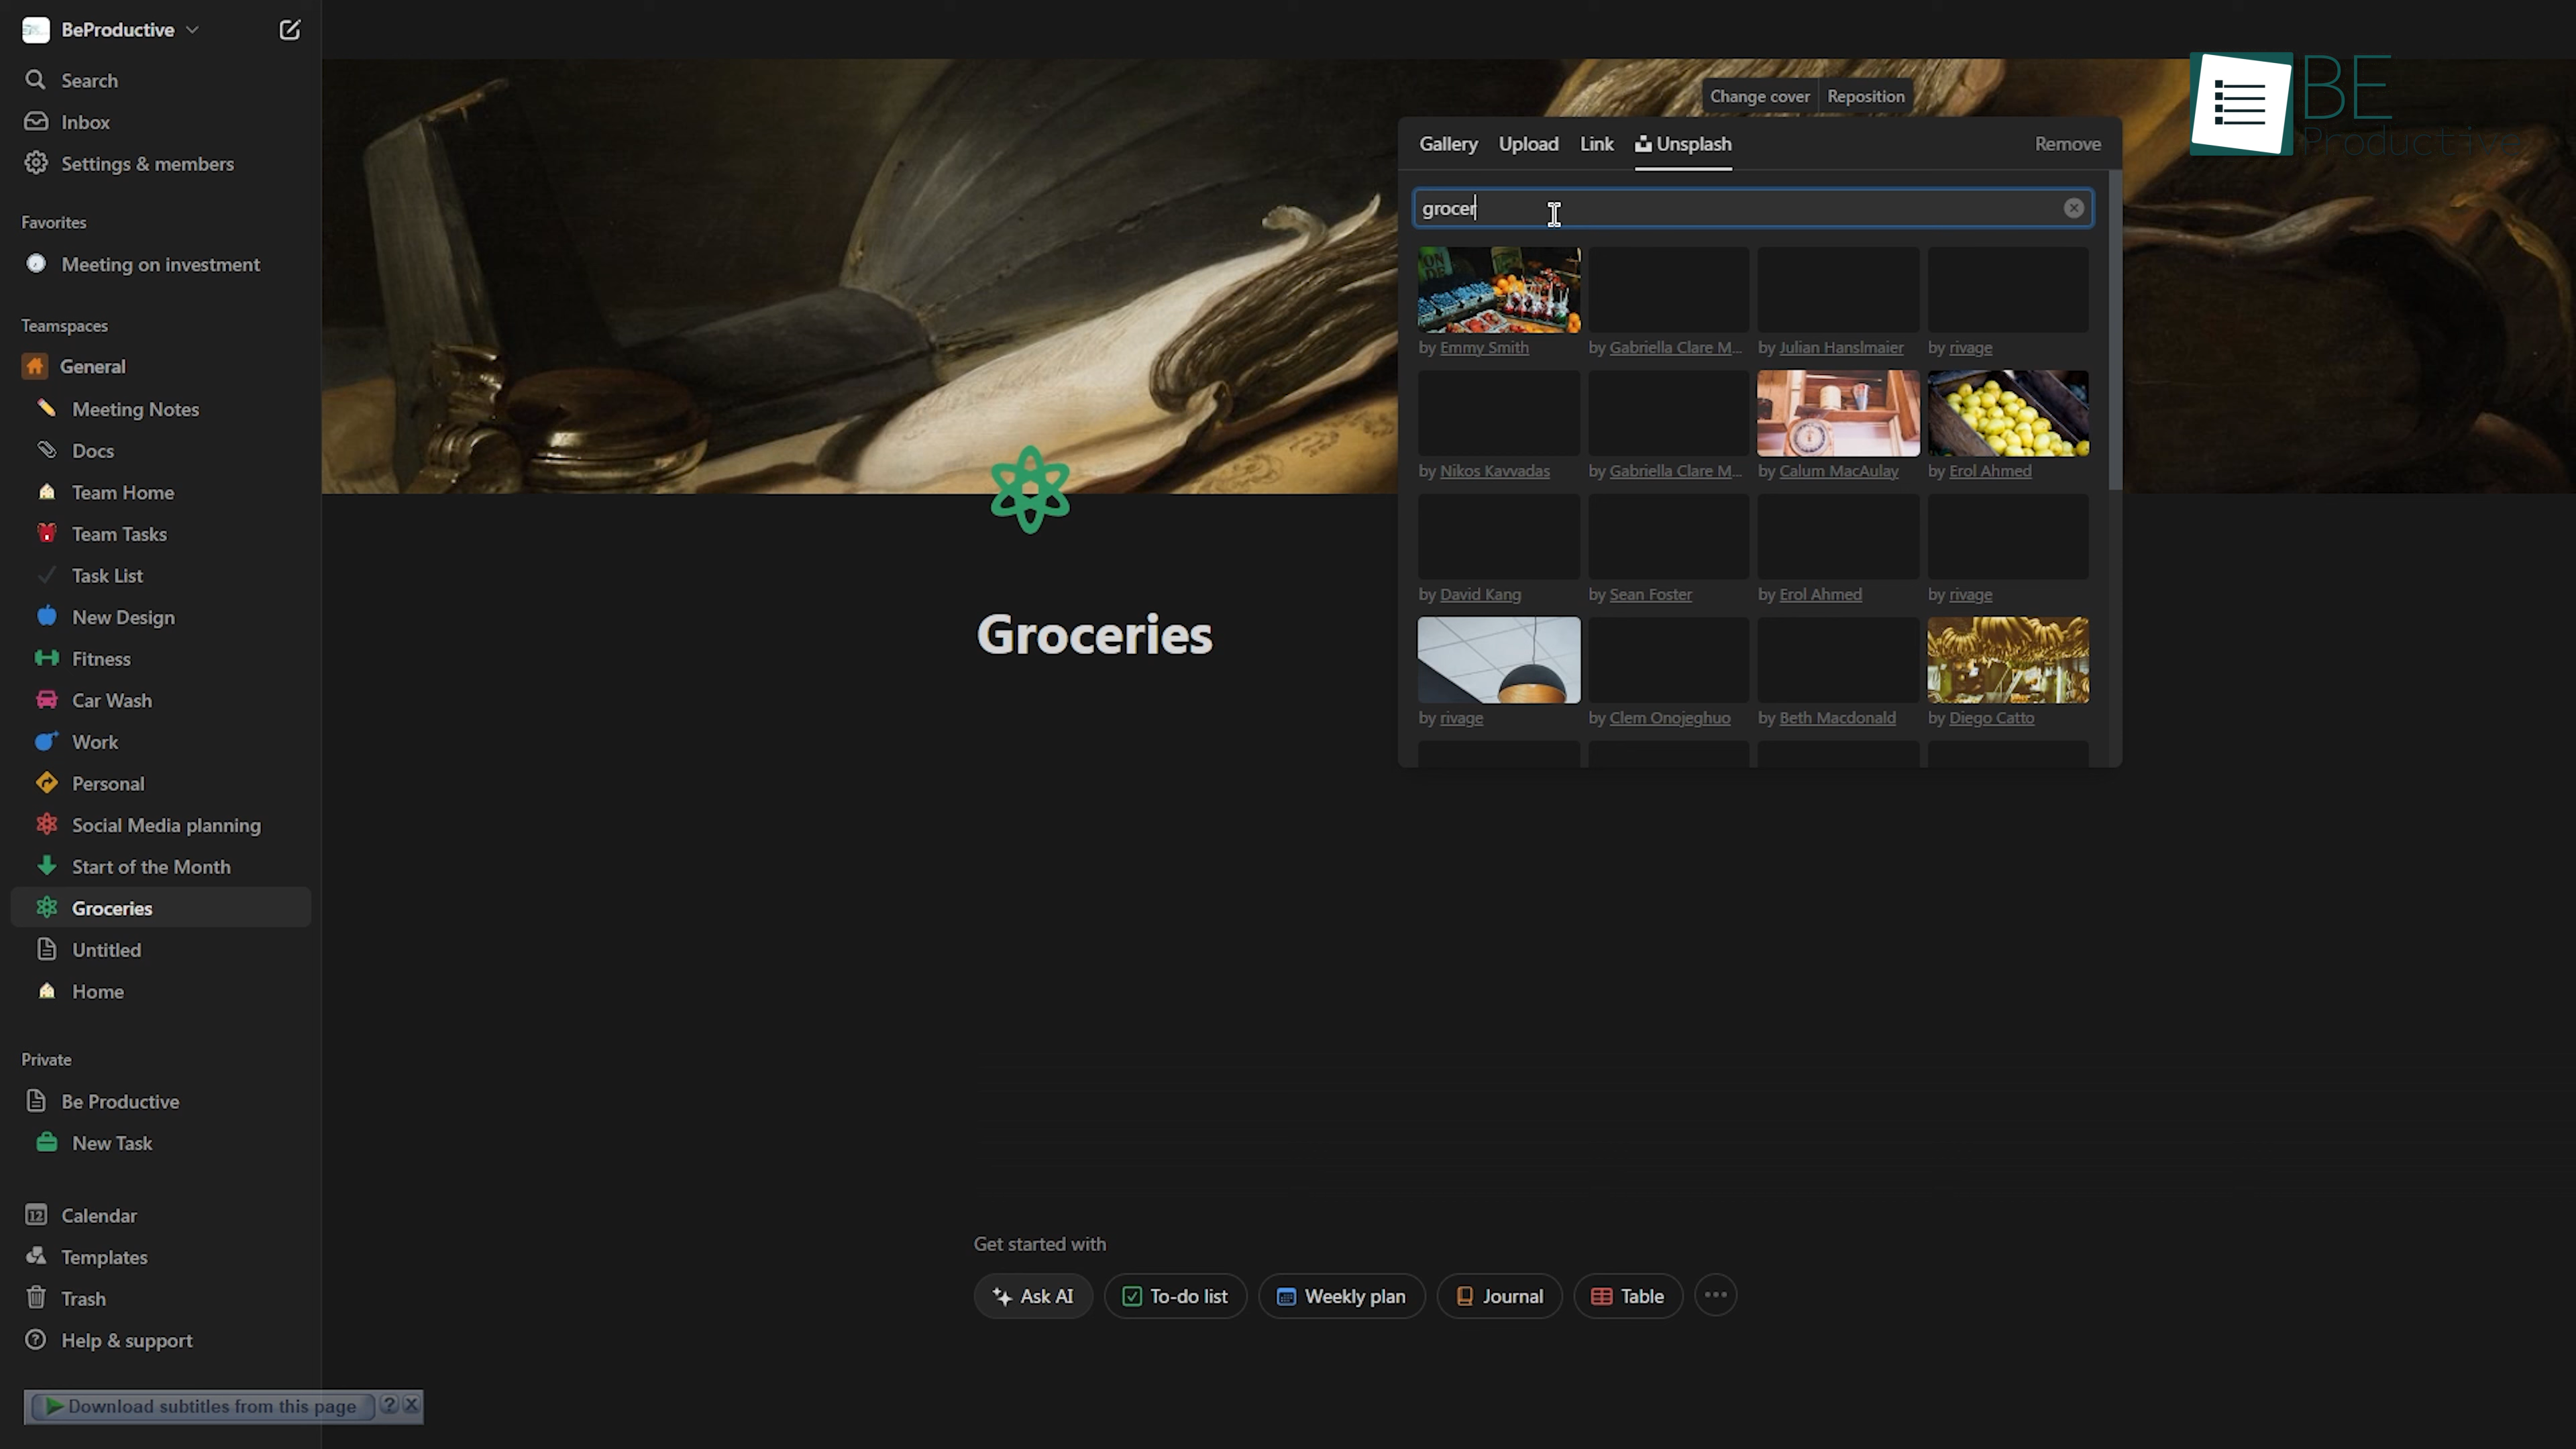 BeProductive
Search
Inbox
Settings & members
Favorites
Meeting on investment
Teamspaces
General
Meeting Notes
Docs
Team Home
Team Tasks
Task List
New Design
Fitness
Car Wash
Work
Personal
Social Media planning
Start of the Month
Groceries
Untitled
Home
Private
Be Productive
New Task
12 Calendar
Templates
Trash
Help & support
Download subtitles from this page ? X
Change cover Reposition
BE
Productive
Gallery Upload Link Unsplash Remove
grocer
ON
DE
by Emmy Smith by Gabriella Clare M... by Julian Hanslmaier by rivage
by Nikos Kavvadas by Gabriella Clare M... by Calum MacAulay by Erol Ahmed
by David Kang by Sean Foster by Erol Ahmed by rivage
by rivage by Clem Onojeghuo by Beth Macdonald by Diego Catto
Groceries
Get started with
Ask AI To-do list Weekly plan Journal Table ...